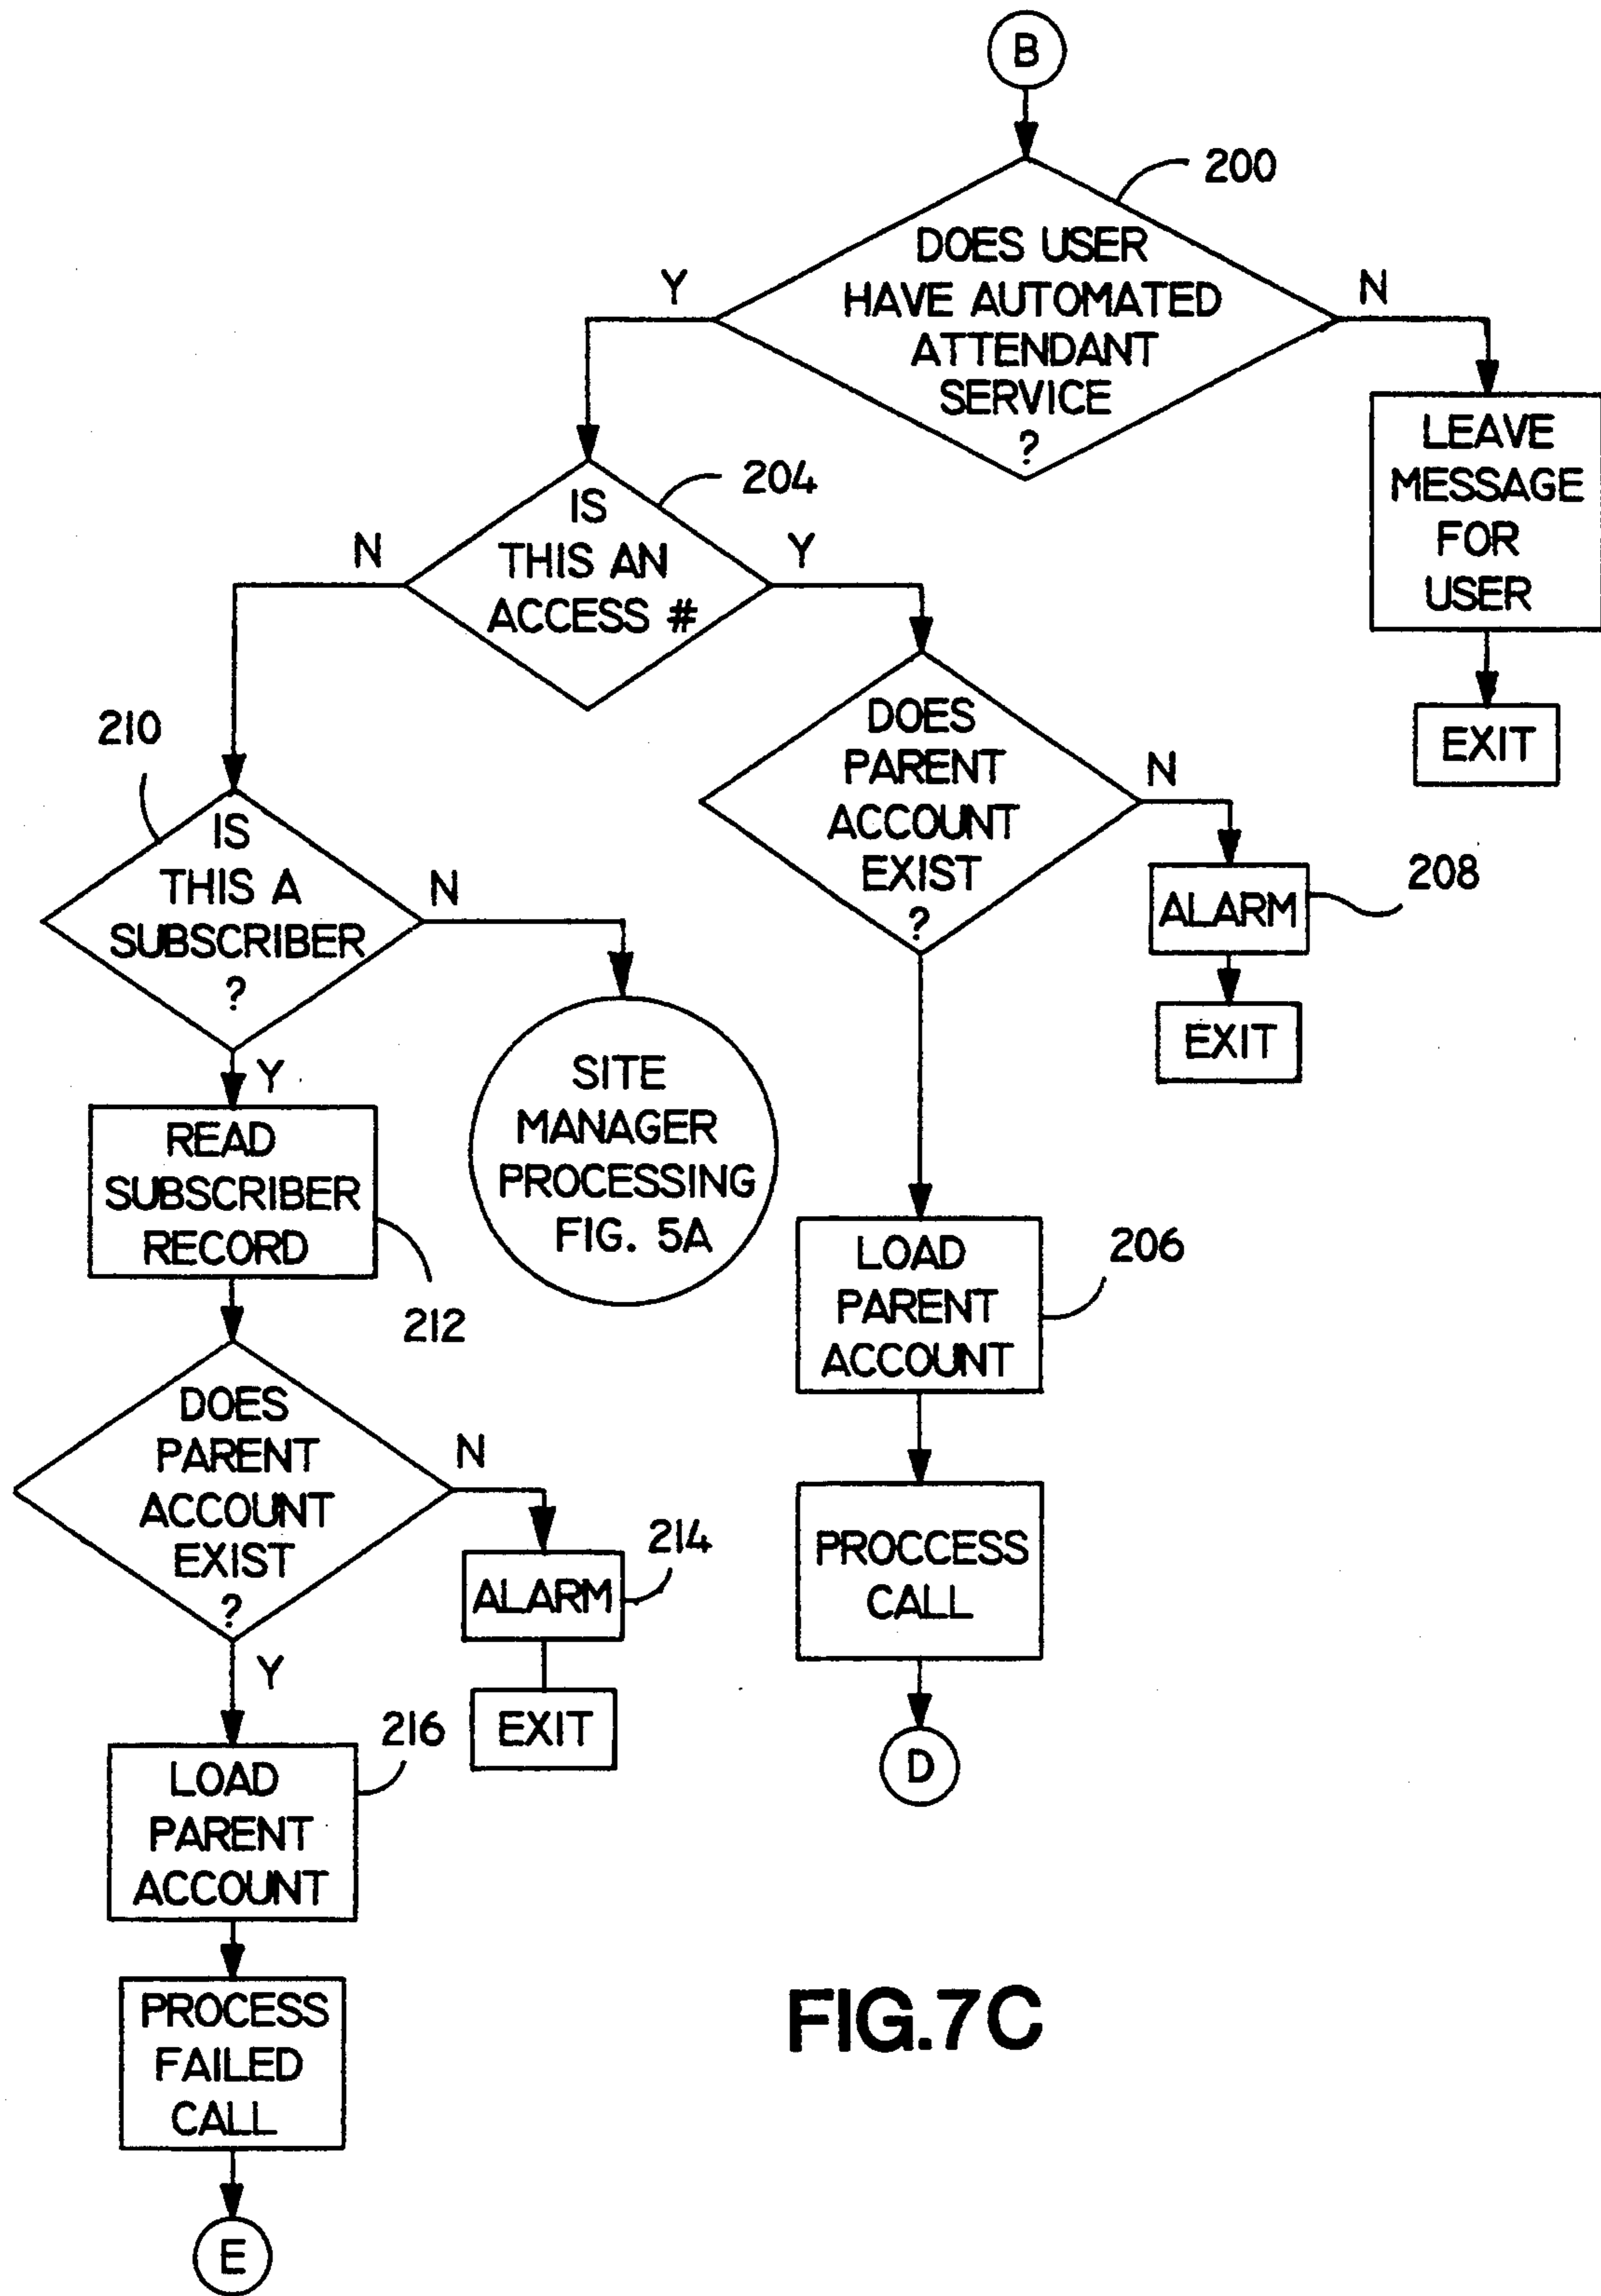 B
200
DOES USER
HAVE AUTOMATED
ATTENDANT
SERVICE
?
Y
N
LEAVE
MESSAGE
FOR
USER
EXIT
204
IS
THIS AN
ACCESS #
N
Y
DOES
PARENT
ACCOUNT
EXIST
?
N
ALARM
208
EXIT
210
IS
THIS A
SUBSCRIBER
?
N
Y
SITE
MANAGER
PROCESSING
FIG. 5A
READ
SUBSCRIBER
RECORD
212
LOAD
PARENT
ACCOUNT
206
PROCCESS
CALL
D
DOES
PARENT
ACCOUNT
EXIST
?
N
Y
ALARM
214
EXIT
LOAD
PARENT
ACCOUNT
216
PROCESS
FAILED
CALL
E
FIG.7C